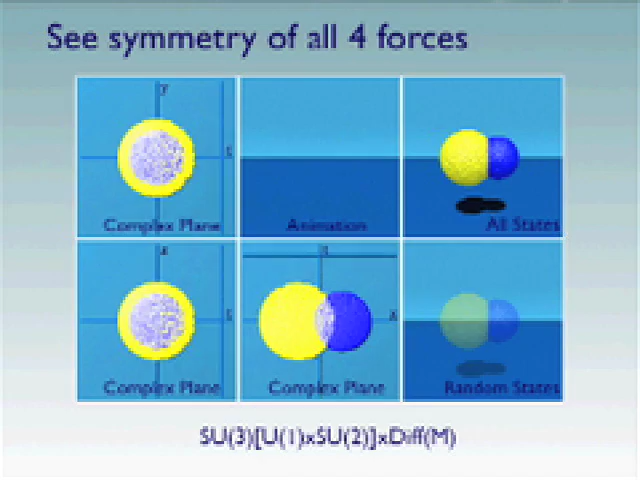 See symmetry of all 4 forces
y
Complex Plane
Animation
All States
Complex Plane
Complex Plane
Random States
SU(3)[U(1)xSU(2)]xDiff(M)